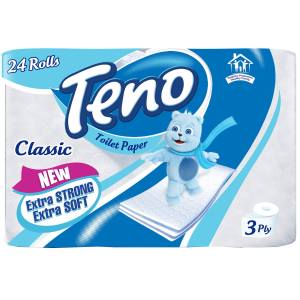 24 Rolls
Teno
Toilet Paper
Classic
NEW
Extra STRONG
Extra SOFT
3 Ply